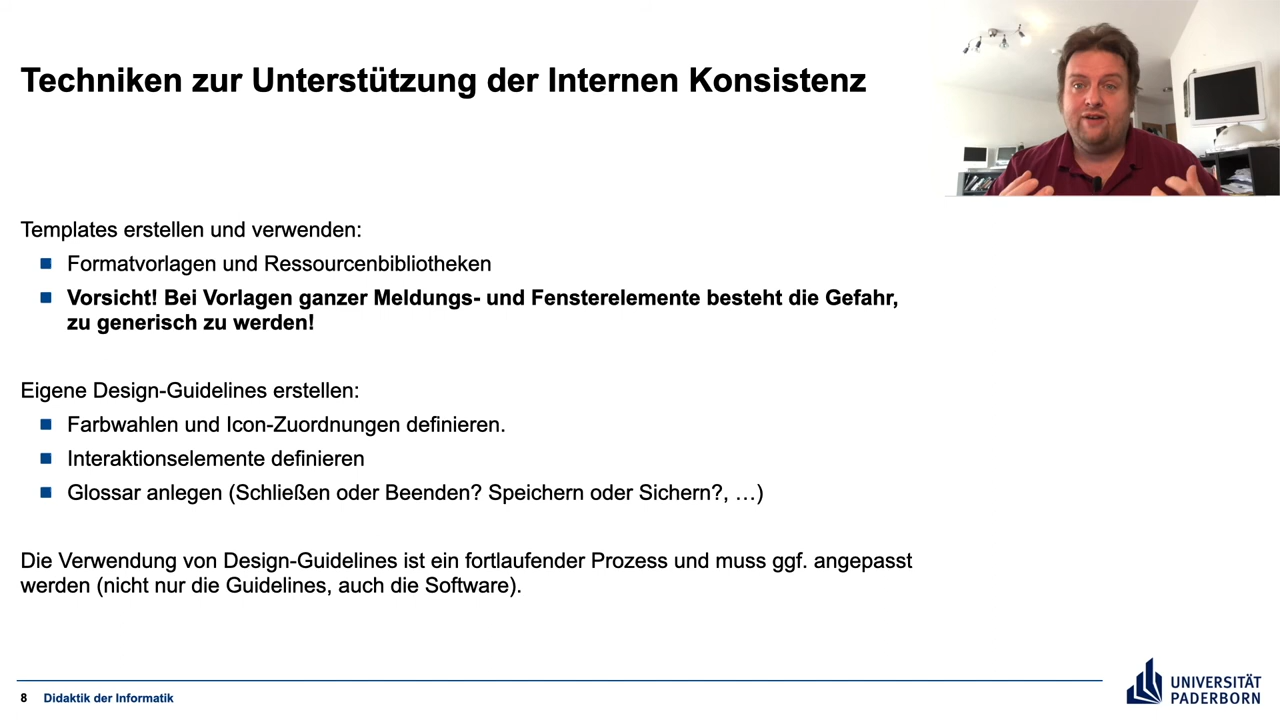 Techniken zur Unterstützung der Internen Konsistenz
Templates erstellen und verwenden:
Formatvorlagen und Ressourcenbibliotheken
Vorsicht! Bei Vorlagen ganzer Meldungs- und Fensterelemente besteht die Gefahr,
zu generisch zu werden!
Eigene Design-Guidelines erstellen:
Farbwahlen und Icon-Zuordnungen definieren.
Interaktionselemente definieren
Glossar anlegen (Schließen oder Beenden? Speichern oder Sichern?, …)
Die Verwendung von Design-Guidelines ist ein fortlaufender Prozess und muss ggf. angepasst
werden (nicht nur die Guidelines, auch die Software).
8 Didaktik der Informatik
UNIVERSITÄT
PADERBORN